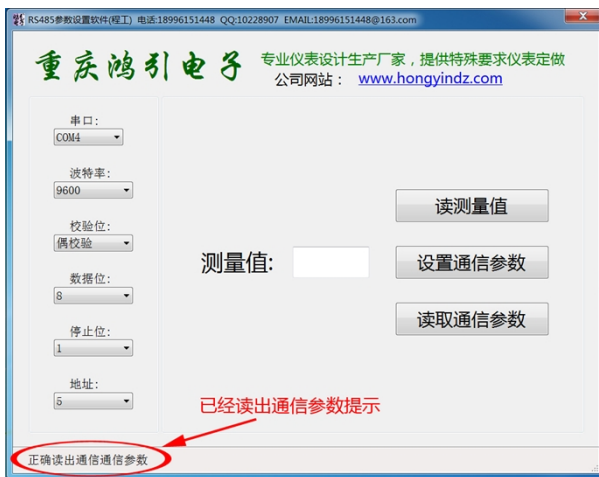 RS485参数设置软件(程工) 电话:18996151448 QQ:10228907 EMAIL:18996151448@163.com
重庆鸿引电子
专业仪表设计生产厂家，提供特殊要求仪表定做
公司网站： www.hongyindz.com
串口:
COM4
波特率:
9600
校验位:
偶校验
数据位:
8
停止位:
1
地址:
5
测量值:
读测量值
设置通信参数
读取通信参数
已经读出通信参数提示
正确读出通信通信参数